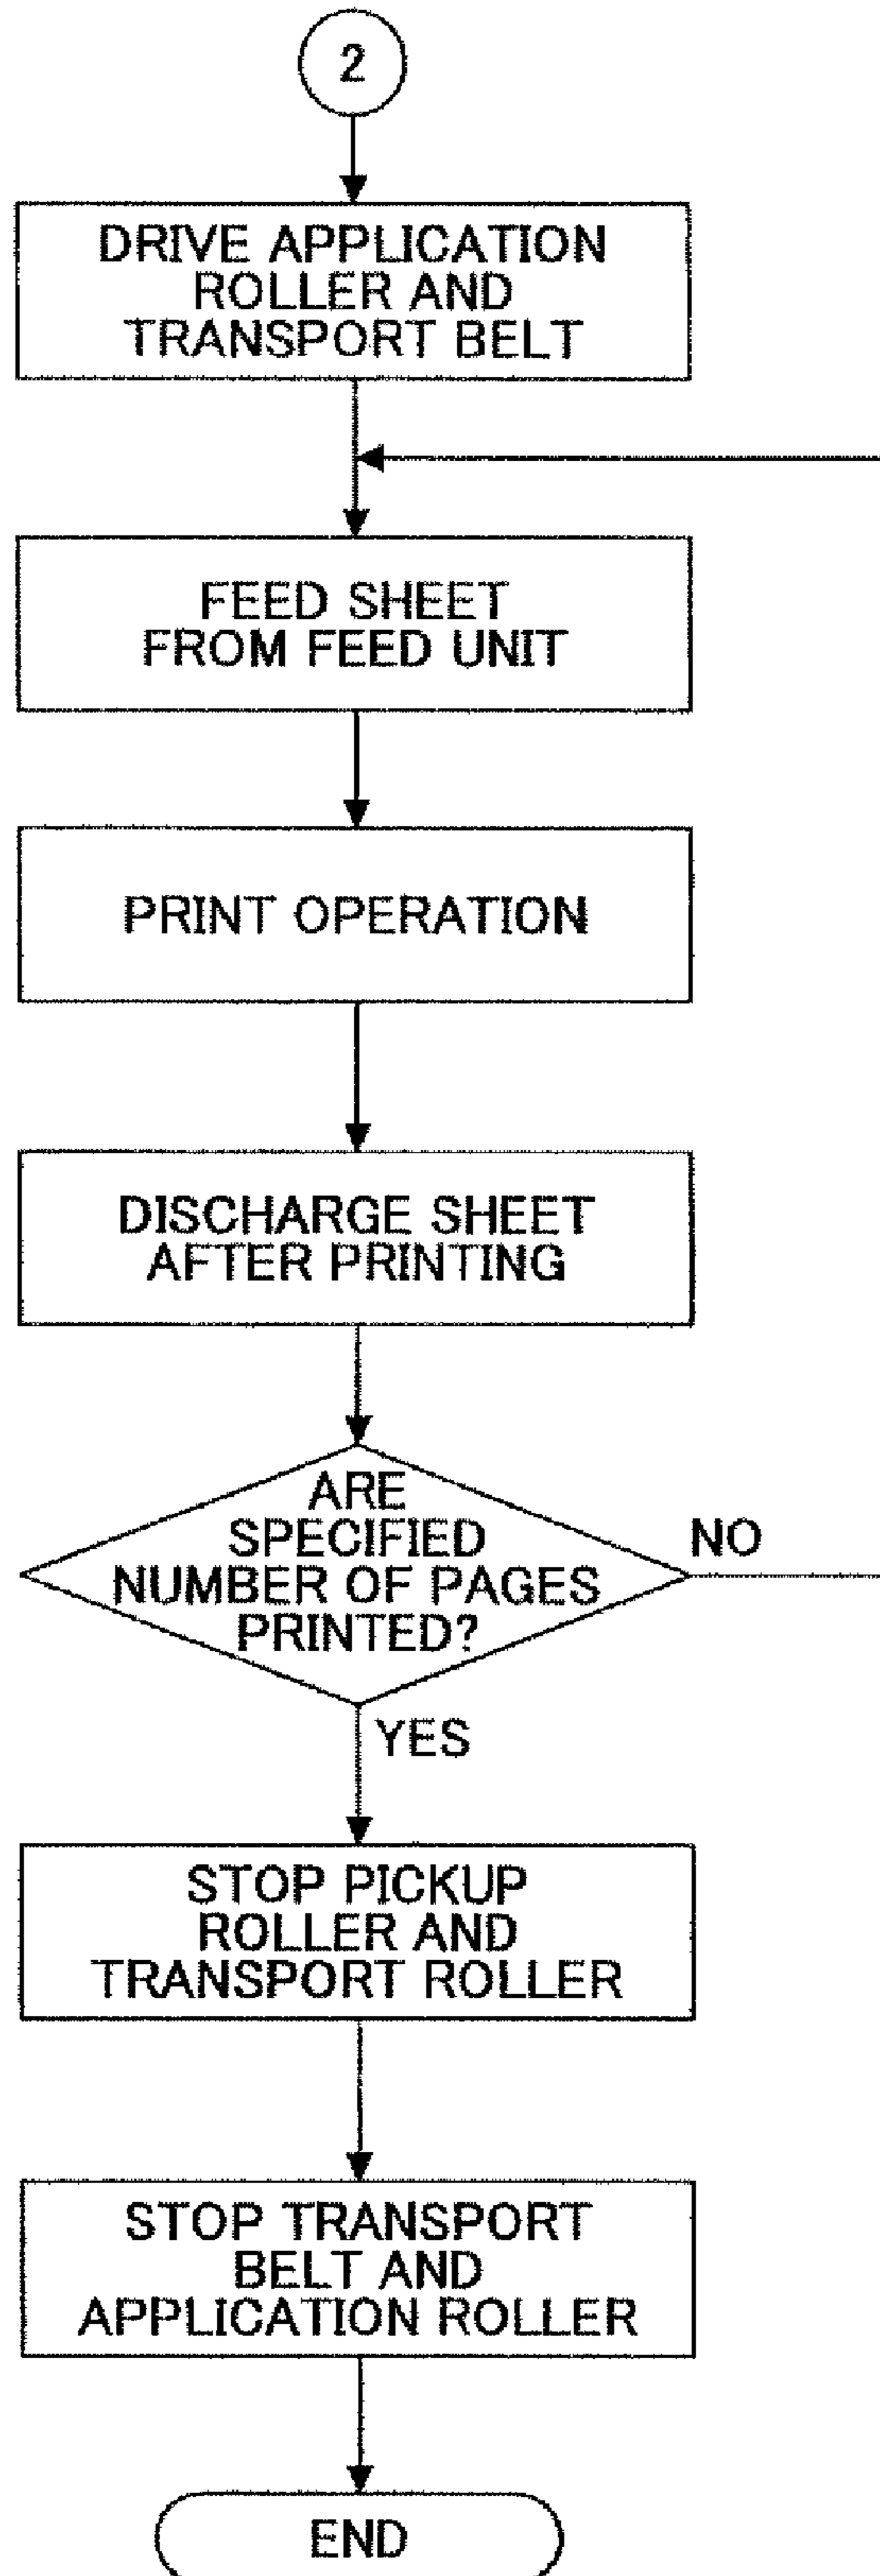 2
DRIVE APPLICATION
ROLLER AND
TRANSPORT BELT
FEED SHEET
FROM FEED UNIT
PRINT OPERATION
DISCHARGE SHEET
AFTER PRINTING
ARE
SPECIFIED
NUMBER OF PAGES
PRINTED?
NO
YES
STOP PICKUP
ROLLER AND
TRANSPORT ROLLER
STOP TRANSPORT
BELT AND
APPLICATION ROLLER
END